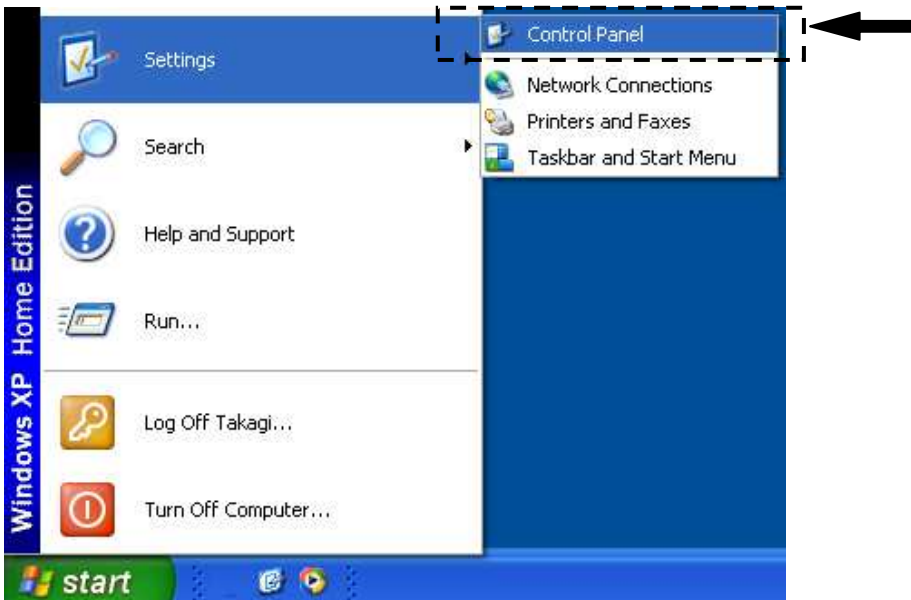 Settings
Search
Help and Support
Run...
Log Off Takagi...
Turn Off Computer...
Control Panel
Network Connections
Printers and Faxes
Taskbar and Start Menu
Windows XP Home Edition
start